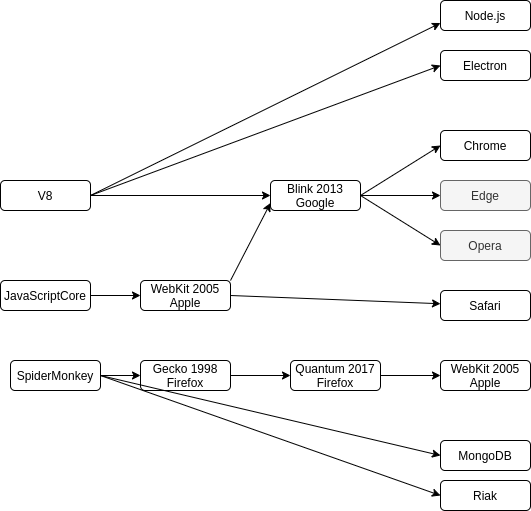 Node.js
Electron
Chrome
V8
Blink 2013
Google
Edge
Opera
JavaScriptCore
WebKit 2005
Apple
Safari
SpiderMonkey
Gecko 1998
Firefox
Quantum 2017
Firefox
WebKit 2005
Apple
MongoDB
Riak